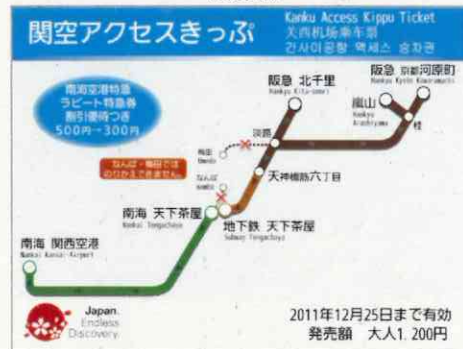 関空アクセスきっぷ
Kanku Access Kippu Ticket
关西机场乘车票
간사이공항 액세스 승차권
南海空港特急
ラピート特急券
割引優待つき
500円→300円
阪急 北千里
Hankyu Kita-senri
阪急 京都河原町
Hankyu Kyoto Kawaramachi
嵐山
Hankyu
Arashiyama
桂
淡路
梅田
Umeda
なんば・梅田では
のりかえできません。
なんば
Namba
天神橋筋六丁目
南海 天下茶屋
Nankai Tengachaya
地下鉄 天下茶屋
Subway Tengachaya
南海 関西空港
Nankai Kansai-Airport
Japan.
Endless
Discovery.
2011年12月25日まで有効
発売額 大人1,200円